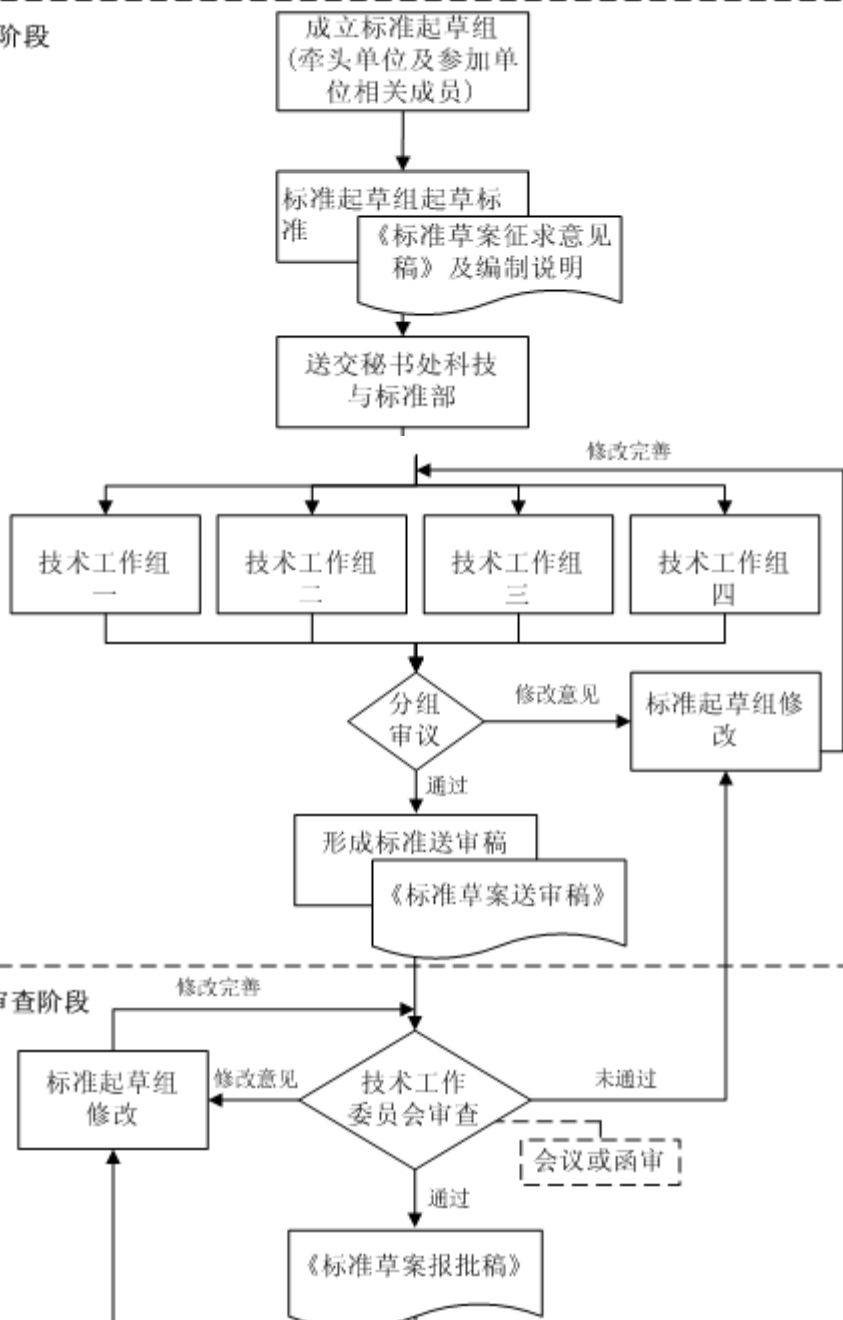 阶段
成立标准起草组
(牵头单位及参加单
位相关成员)
标准起草组起草标
准
《标准草案征求意见
稿》及编制说明
送交秘书处科技
与标准部
修改完善
技术工作组
一
技术工作组
二
技术工作组
三
技术工作组
四
分组
审议
修改意见
标准起草组修
改
通过
形成标准送审稿
《标准草案送审稿》
审查阶段
修改完善
标准起草组
修改
修改意见
技术工作
委员会审查
未通过
会议或函审
通过
《标准草案报批稿》